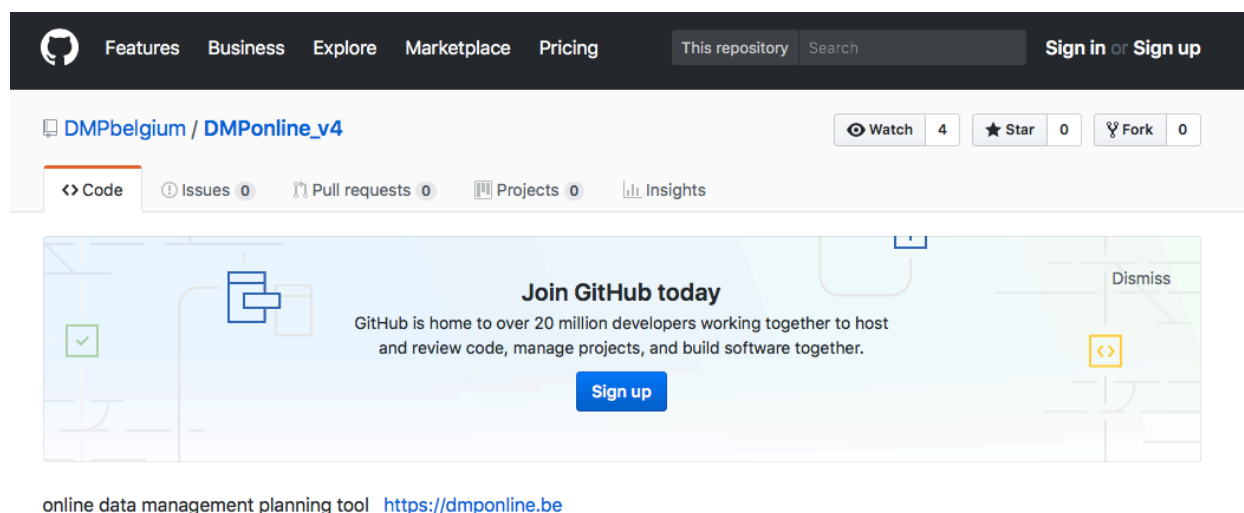 Features Business Explore Marketplace Pricing This repository Search Sign in or Sign up
DMPbelgium / DMPonline_v4 Watch 4 Star 0 Fork 0
<> Code Issues 0 Pull requests 0 Projects 0 Insights
Dismiss
Join GitHub today
GitHub is home to over 20 million developers working together to host
and review code, manage projects, and build software together.
Sign up
online data management planning tool https://dmponline.be